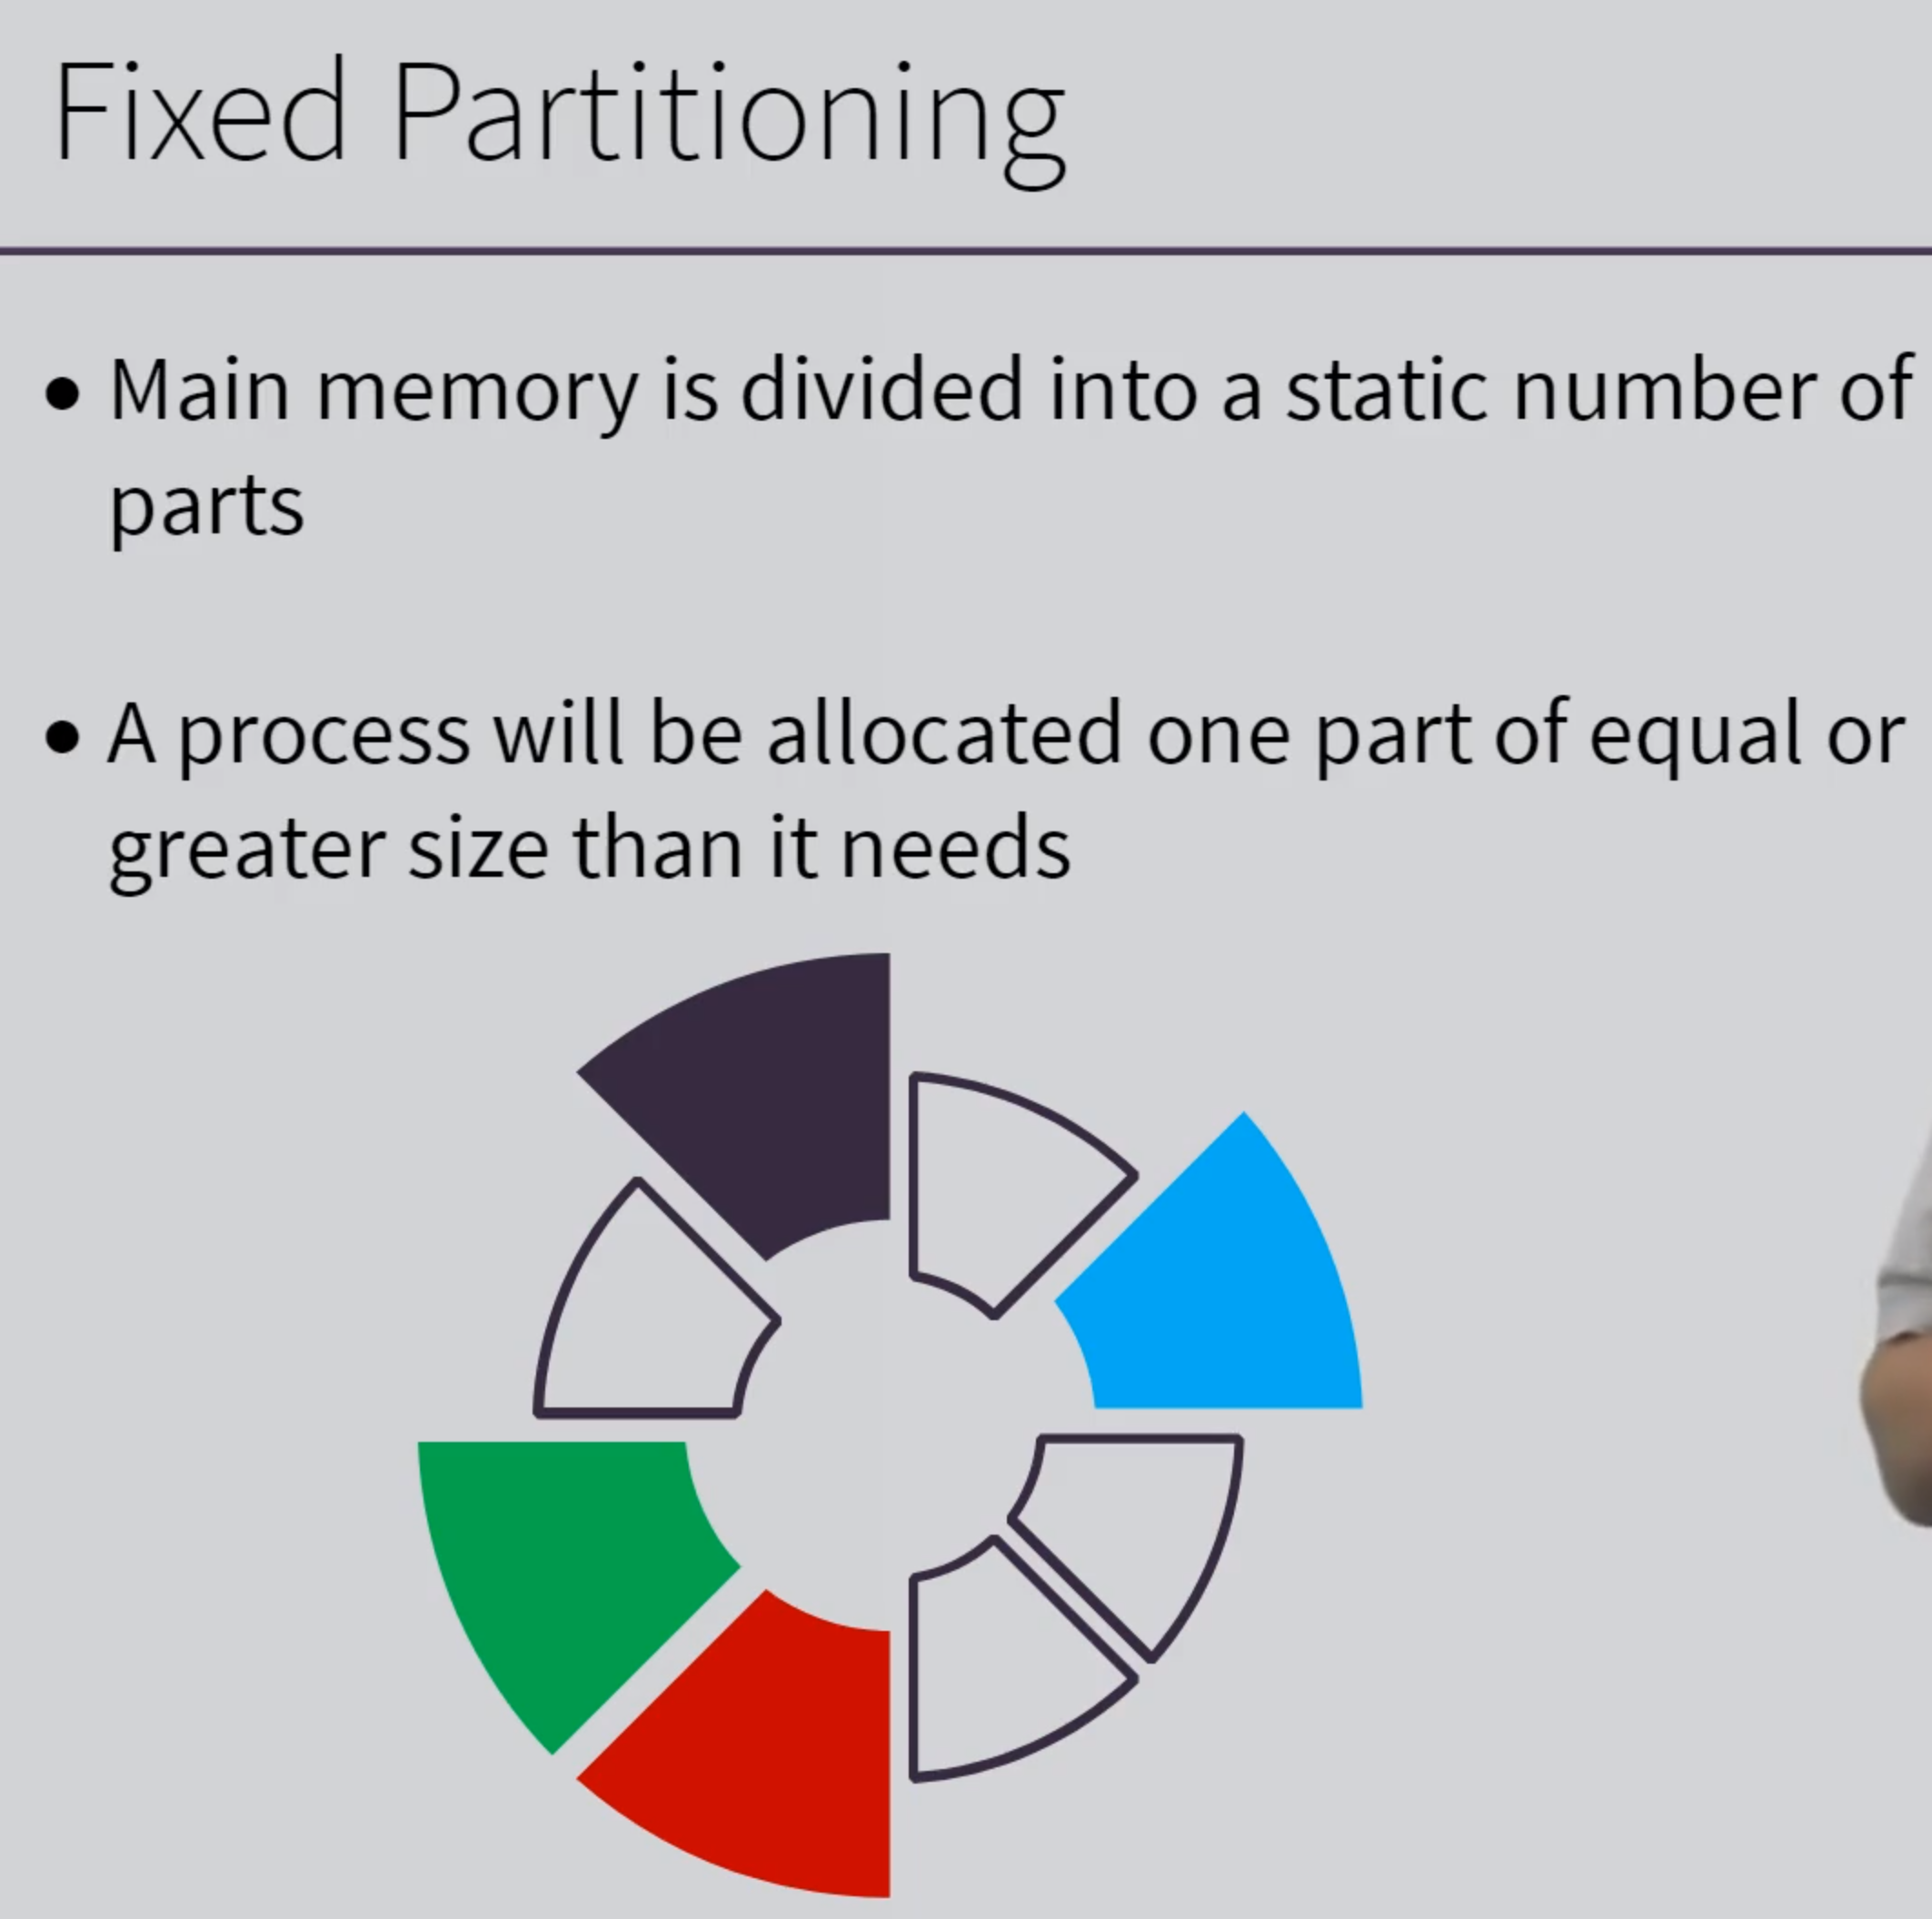 Fixed Partitioning
• Main memory is divided into a static number of
parts
• A process will be allocated one part of equal or
greater size than it needs